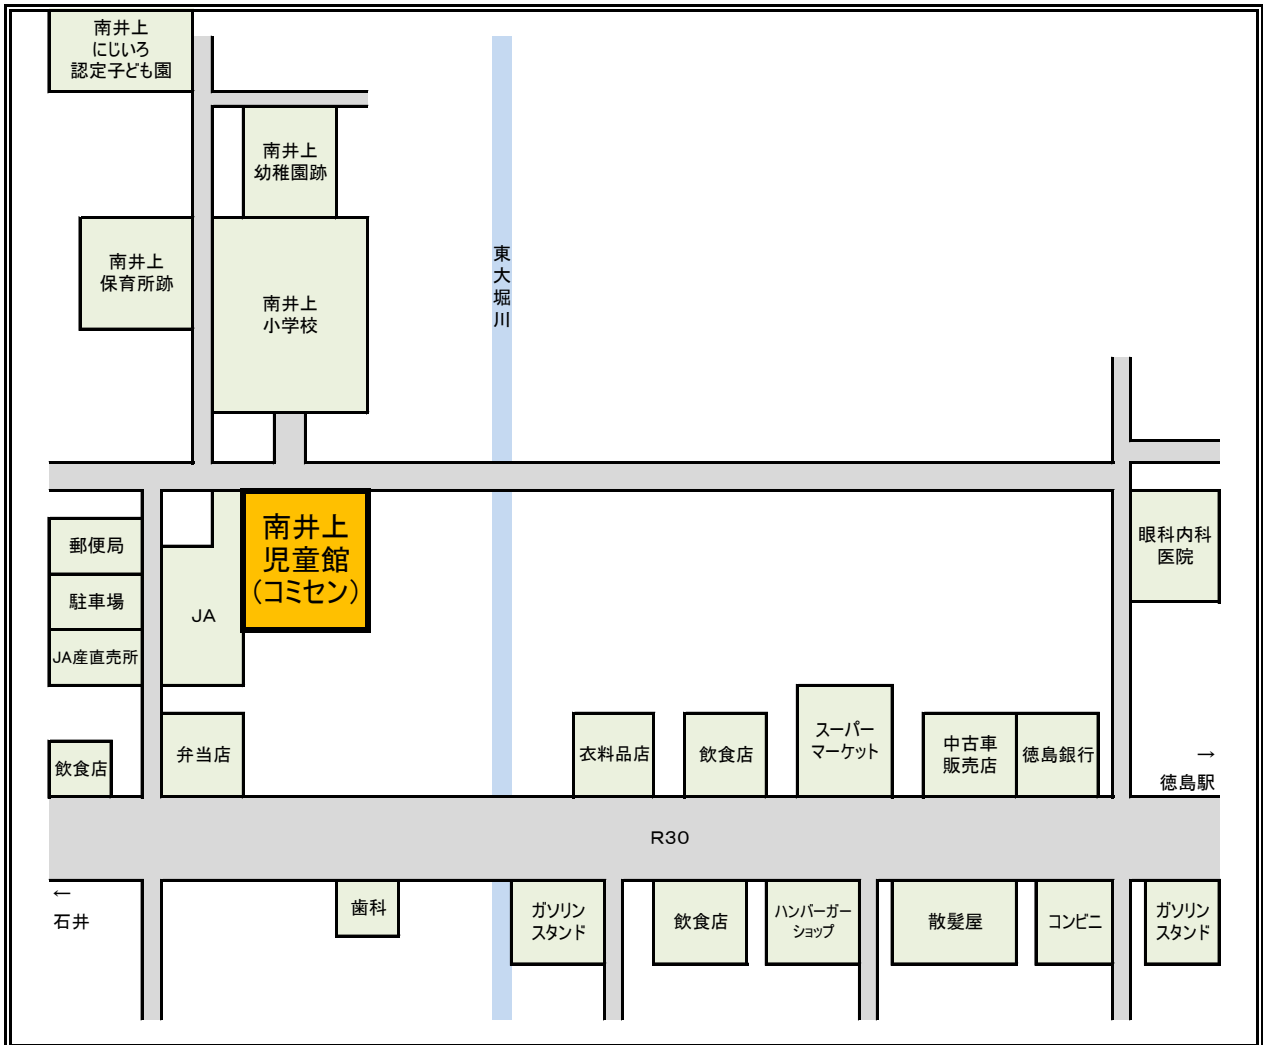 南井上
にじいろ
認定子ども園
南井上
幼稚園跡
南井上
保育所跡
南井上
小学校
東大堀川
南井上
児童館
(コミセン)
郵便局
駐車場
JA産直売所
JA
眼科内科
医院
飲食店
弁当店
衣料品店
飲食店
スーパー
マーケット
中古車
販売店
徳島銀行
→
徳島駅
R30
←
石井
歯科
ガソリン
スタンド
飲食店
ハンバーガー
ショップ
散髪屋
コンビニ
ガソリン
スタンド